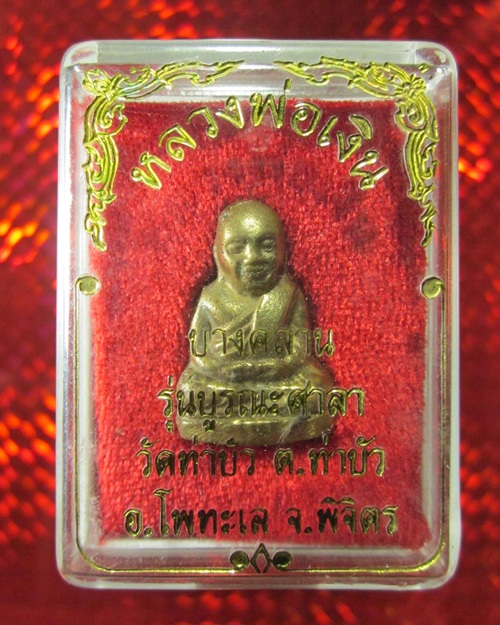 หลวงพ่อเงิน
บางคลาน
รุ่นบูรณะศาลา
วัดท่าบัว ต.ท่าบัว
อ.โพทะเล จ.พิจิตร